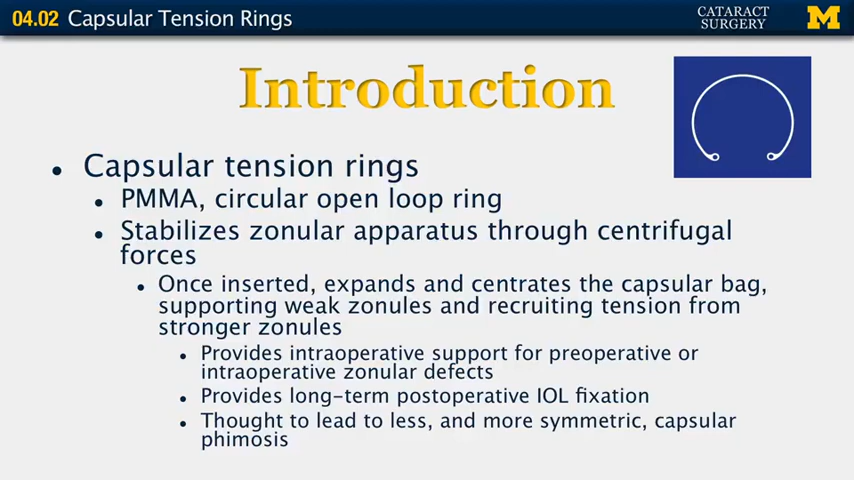 04.02 Capsular Tension Rings
CATARACT
SURGERY
M
Introduction
• Capsular tension rings
• PMMA, circular open loop ring
• Stabilizes zonular apparatus through centrifugal
forces
• Once inserted, expands and centrates the capsular bag,
supporting weak zonules and recruiting tension from
stronger zonules
• Provides intraoperative support for preoperative or
intraoperative zonular defects
• Provides long-term postoperative IOL fixation
• Thought to lead to less, and more symmetric, capsular
phimosis